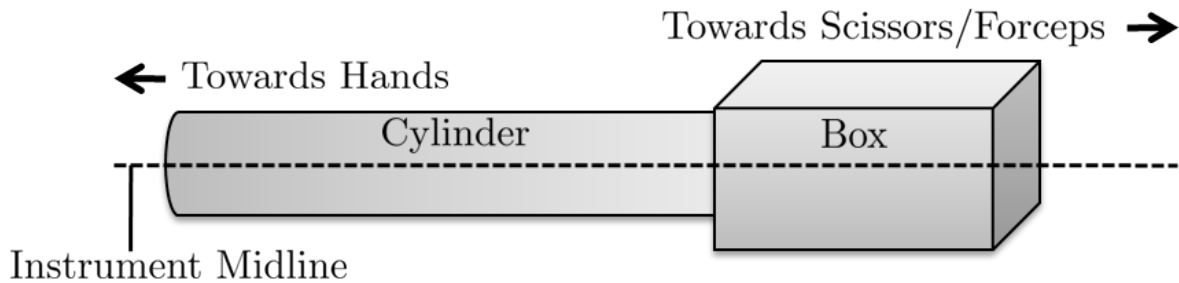 Towards Scissors/Forceps
Towards Hands
Cylinder
Box
Instrument Midline